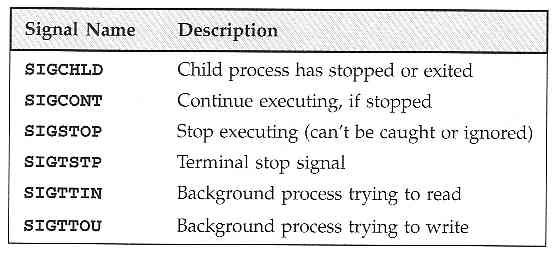 Signal Name Description
SIGCHLD Child process has stopped or exited
SIGCONT Continue executing, if stopped
SIGSTOP Stop executing (can't be caught or ignored)
SIGTSTP Terminal stop signal
SIGTTIN Background process trying to read
SIGTTOU Background process trying to write